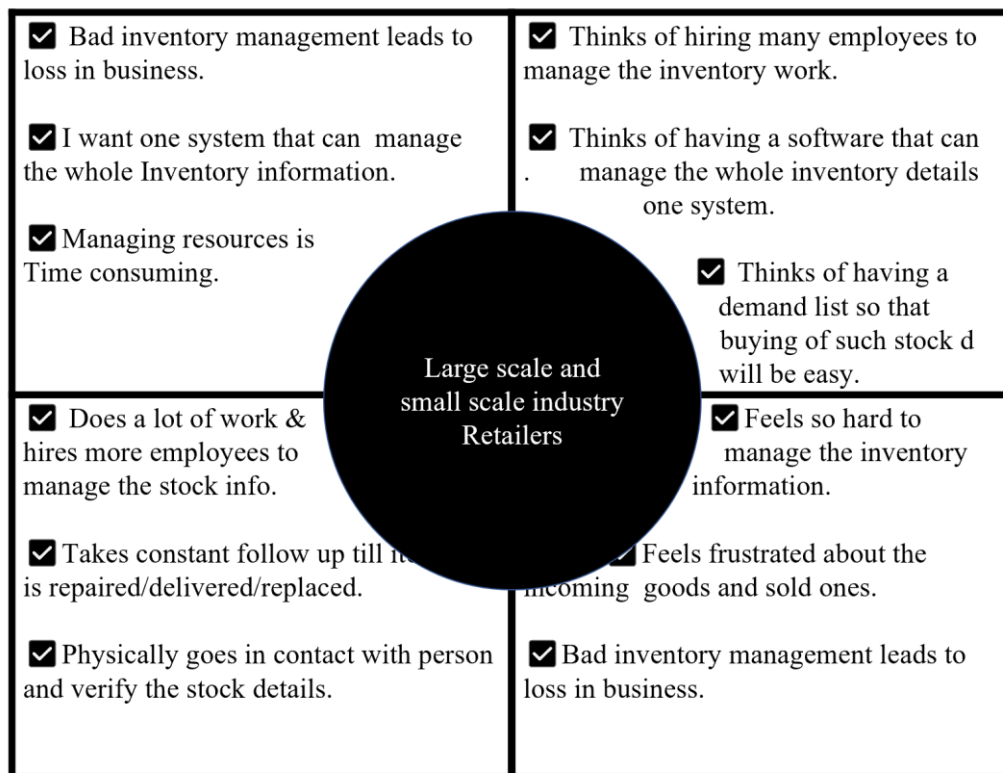 Bad inventory management leads to
loss in business.
I want one system that can manage
the whole Inventory information.
Managing resources is
Time consuming.
Thinks of hiring many employees to
manage the inventory work.
Thinks of having a software that can
. manage the whole inventory details
one system.
Thinks of having a
demand list so that
buying of such stock d
will be easy.
Large scale and
small scale industry
Retailers
Does a lot of work &
hires more employees to
manage the stock info.
Takes constant follow up till
is repaired/delivered/replaced.
Physically goes in contact with person
and verify the stock details.
Feels so hard to
manage the inventory
information.
Feels frustrated about the
incoming goods and sold ones.
Bad inventory management leads to
loss in business.